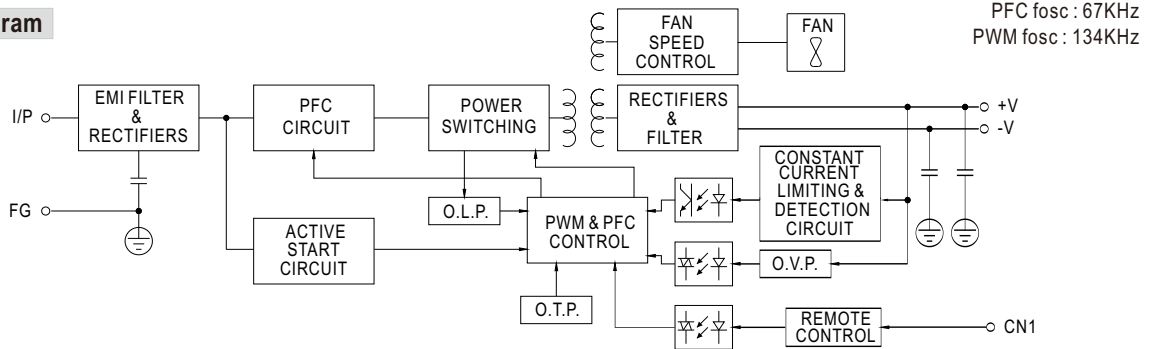 ram
PFC fosc : 67KHz
PWM fosc : 134KHz
FAN
SPEED
CONTROL
FAN
I/P
EMI FILTER
&
RECTIFIERS
PFC
CIRCUIT
POWER
SWITCHING
RECTIFIERS
&
FILTER
+V
-V
FG
ACTIVE
START
CIRCUIT
O.L.P.
PWM & PFC
CONTROL
CONSTANT
CURRENT
LIMITING &
DETECTION
CIRCUIT
O.V.P.
O.T.P.
REMOTE
CONTROL
CN1